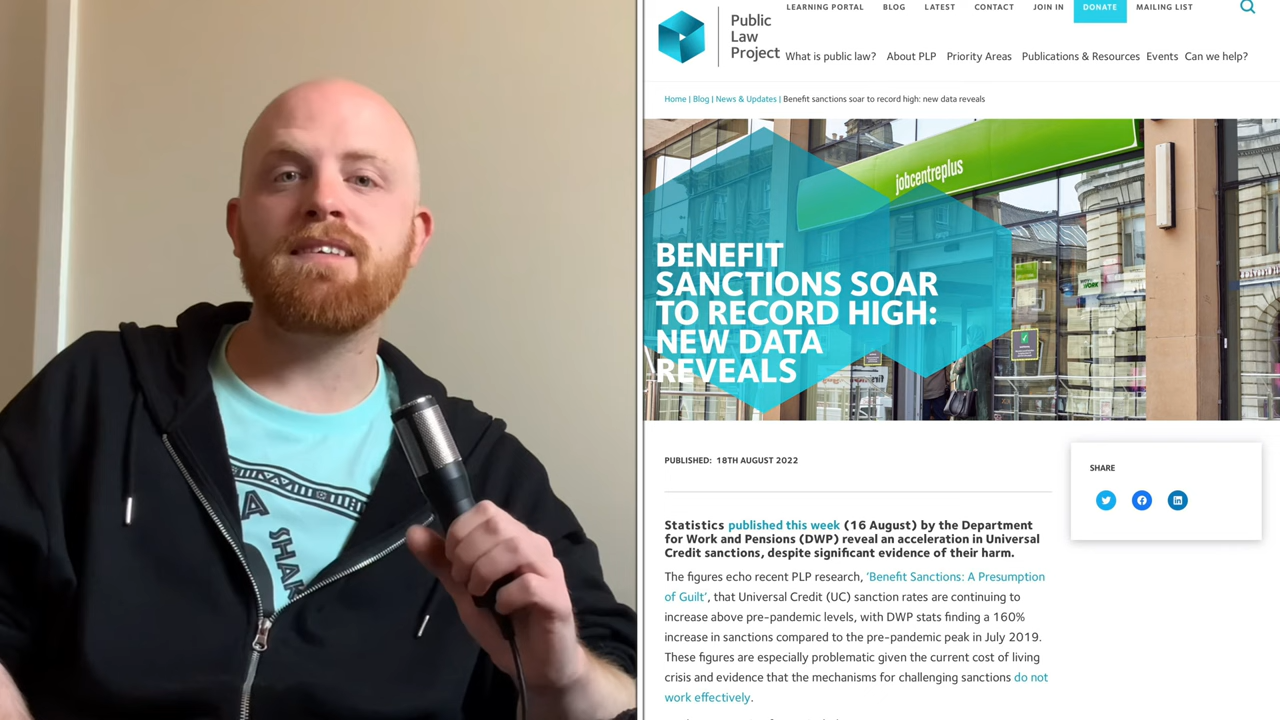 A SHAK
Public
Law
Project
LEARNING PORTAL BLOG LATEST CONTACT JOIN IN DONATE MAILING LIST
What is public law? About PLP Priority Areas Publications & Resources Events Can we help?
Home | Blog | News & Updates | Benefit sanctions soar to record high: new data reveals
jobcentreplus
BENEFIT
SANCTIONS SOAR
TO RECORD HIGH:
NEW DATA
REVEALS
PUBLISHED: 18TH AUGUST 2022
SHARE
Statistics published this week (16 August) by the Department
for Work and Pensions (DWP) reveal an acceleration in Universal
Credit sanctions, despite significant evidence of their harm.
The figures echo recent PLP research, ‘Benefit Sanctions: A Presumption
of Guilt’, that Universal Credit (UC) sanction rates are continuing to
increase above pre-pandemic levels, with DWP stats finding a 160%
increase in sanctions compared to the pre-pandemic peak in July 2019.
These figures are especially problematic given the current cost of living
crisis and evidence that the mechanisms for challenging sanctions do not
work effectively.